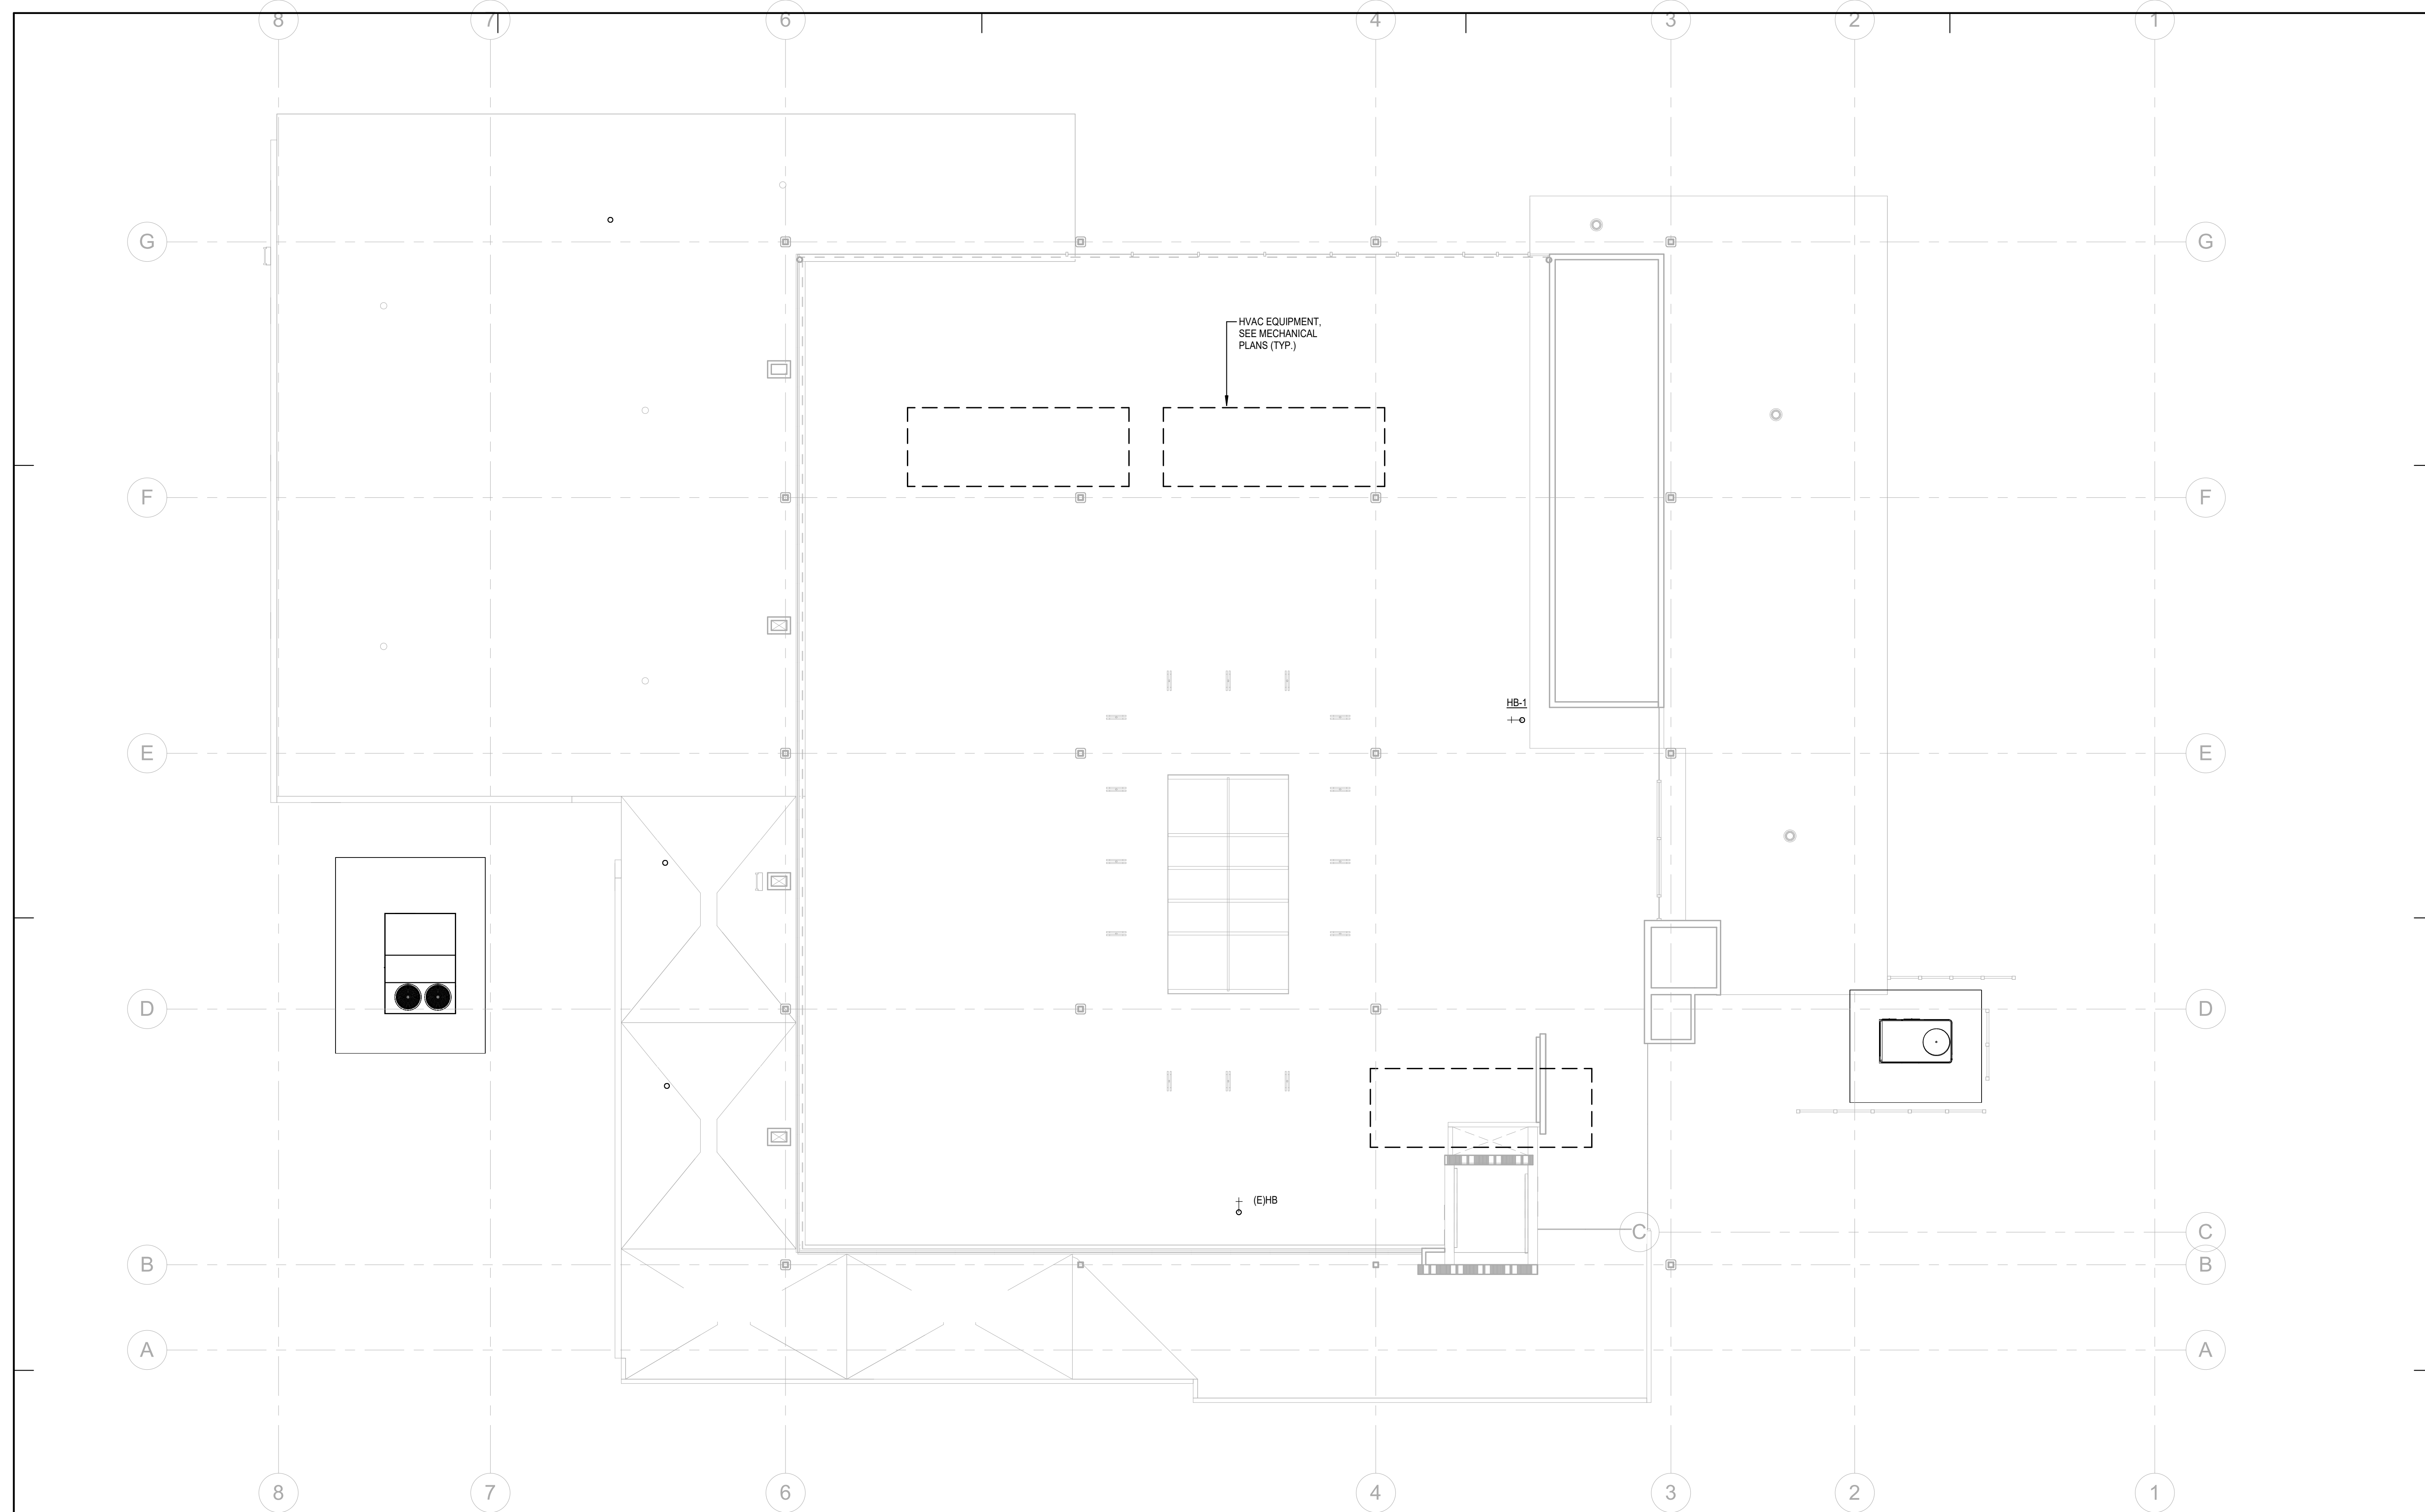 8 7 6 4 3 2 1
G G
HVAC EQUIPMENT,
SEE MECHANICAL
PLANS (TYP.)
F F
HB-1
E E
D D
(E)HB
C C
B B
A A
8 7 6 4 3 2 1